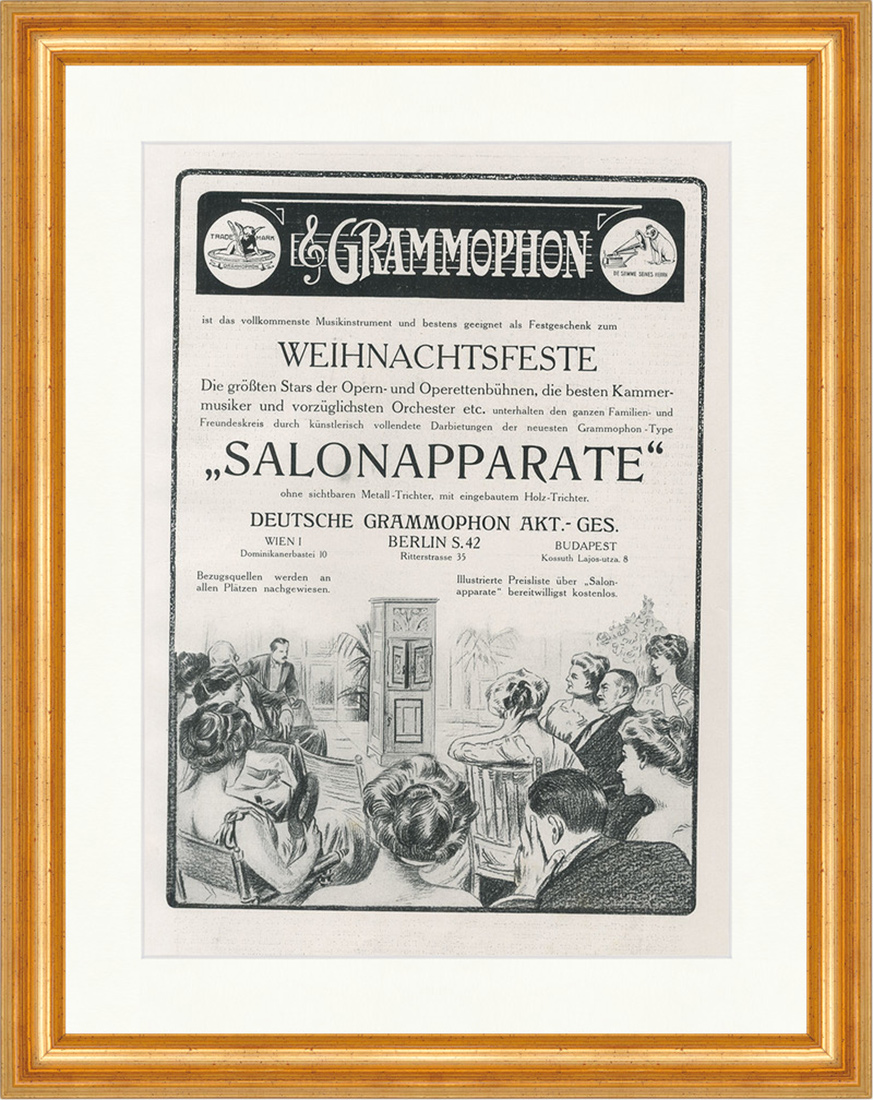 TRADE MARK
GRAMMOPHON
GRAMMOPHON
DIE STIMME SEINES HERRN
ist das vollkommenste Musikinstrument und bestens geeignet als Festgeschenk zum
WEIHNACHTSFESTE
Die größten Stars der Opern- und Operettenbühnen, die besten Kammer-
musiker und vorzüglichsten Orchester etc. unterhalten den ganzen Familien- und
Freundeskreis durch künstlerisch vollendete Darbietungen der neuesten Grammophon-Type
„SALONAPPARATE“
ohne sichtbaren Metall-Trichter, mit eingebautem Holz-Trichter.
DEUTSCHE GRAMMOPHON AKT.-GES.
WIEN I
Dominikanerbastei 10
BERLIN S. 42
Ritterstrasse 35
BUDAPEST
Kossuth Lajos-utza. 8
Bezugsquellen werden an
allen Plätzen nachgewiesen.
Illustrierte Preisliste über „Salon-
apparate“ bereitwilligst kostenlos.